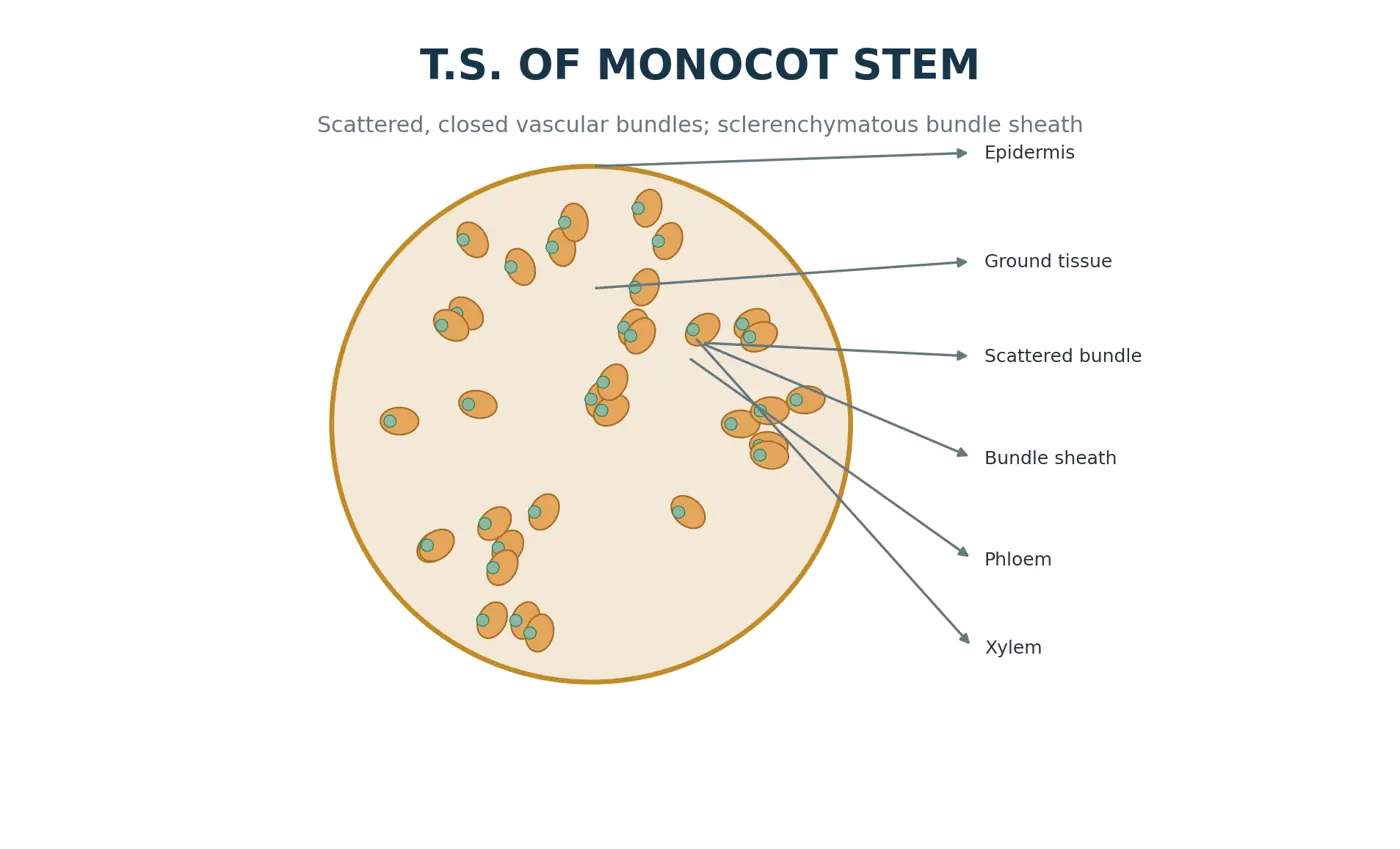 T.S. OF MONOCOT STEM
Scattered, closed vascular bundles; sclerenchymatous bundle sheath
Epidermis
Ground tissue
Scattered bundle
Bundle sheath
Phloem
Xylem